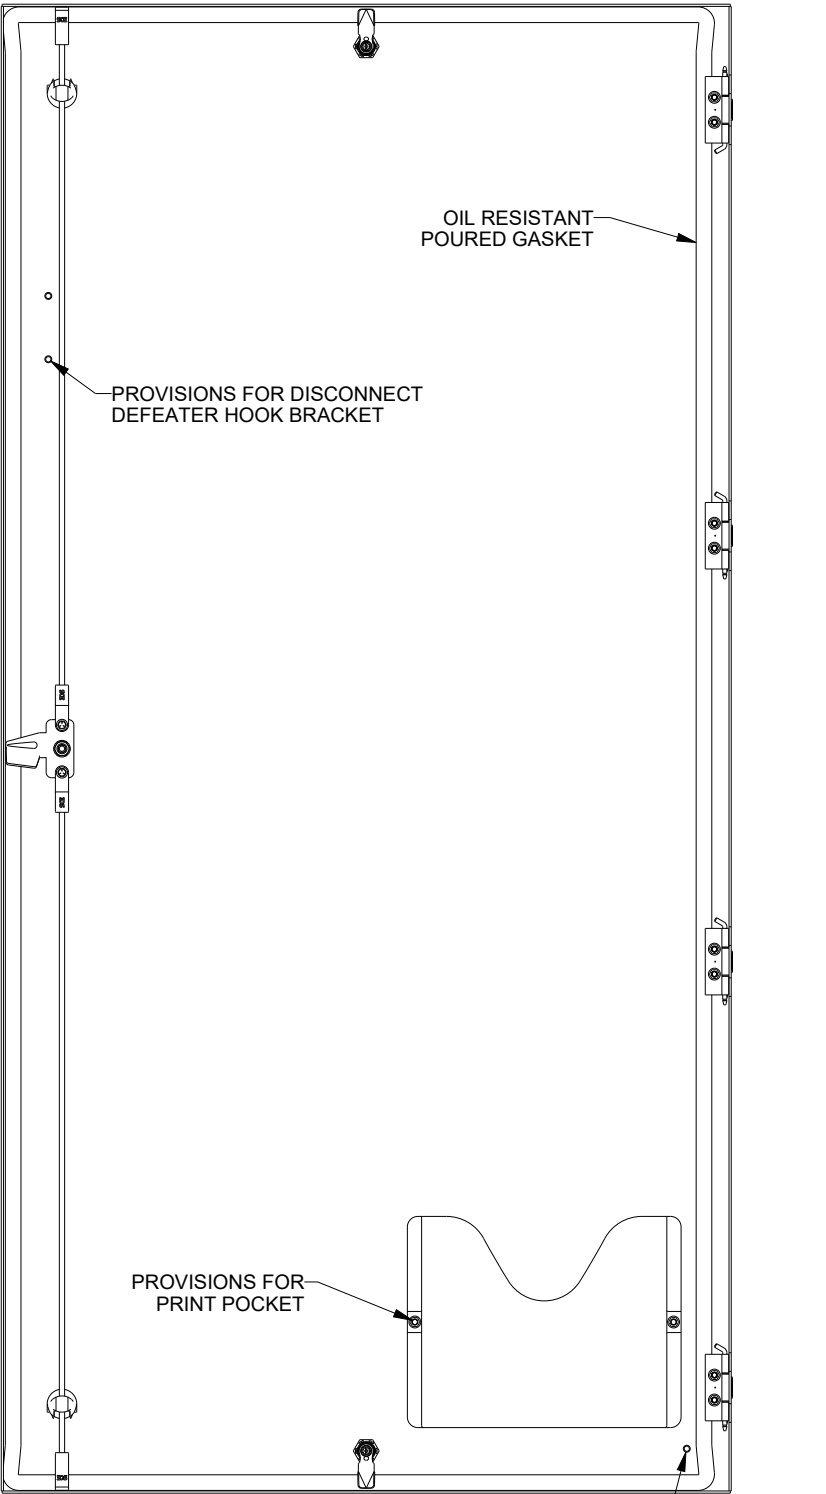 OIL RESISTANT
POURED GASKET
PROVISIONS FOR DISCONNECT
DEFEATER HOOK BRACKET
PROVISIONS FOR
PRINT POCKET